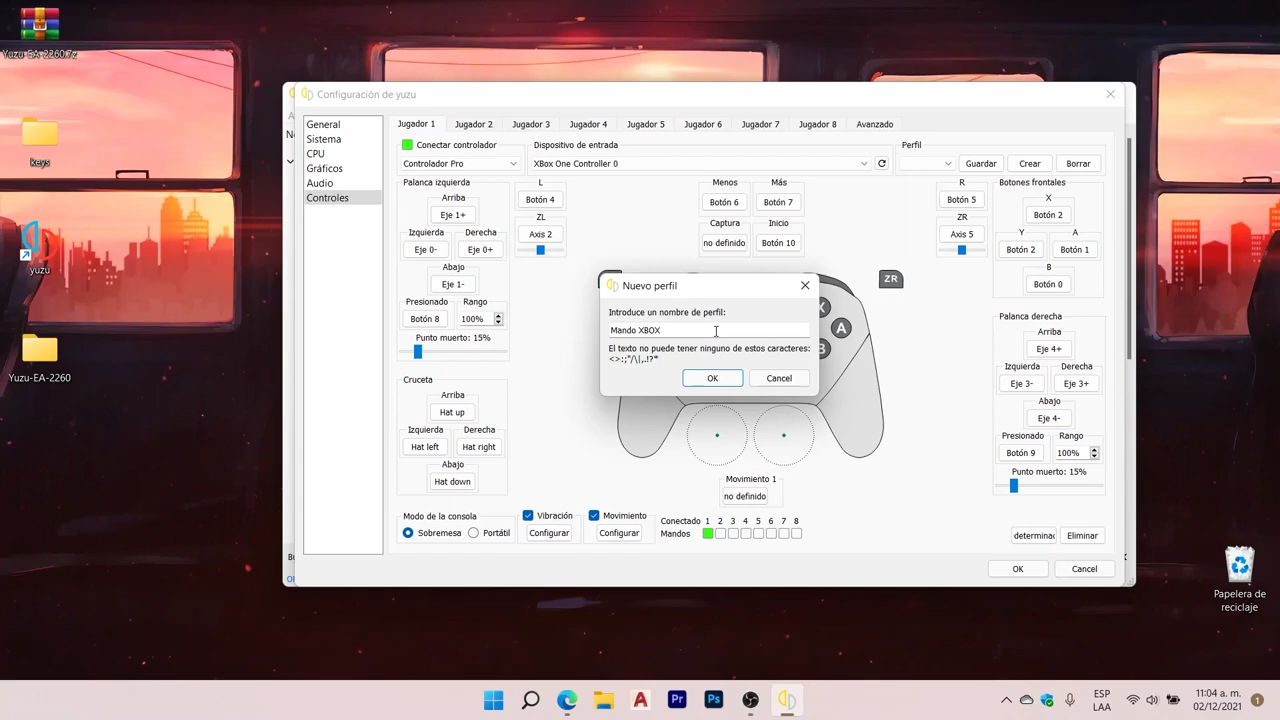 Yuzu-EA-2260.7z
keys
yuzu
Yuzu-EA-2260
Papelera de
reciclaje
Configuración de yuzu
General
Sistema
CPU
Gráficos
Audio
Controles
Jugador 1
Jugador 2
Jugador 3
Jugador 4
Jugador 5
Jugador 6
Jugador 7
Jugador 8
Avanzado
Conectar controlador
Controlador Pro
Dispositivo de entrada
XBox One Controller 0
Perfil
Guardar
Crear
Borrar
Palanca izquierda
Arriba
Eje 1+
Izquierda
Derecha
Eje 0-
Eje 0+
Abajo
Eje 1-
Presionado
Rango
Botón 8
100%
Punto muerto: 15%
L
Botón 4
ZL
Axis 2
Menos
Más
Botón 6
Botón 7
Captura
Inicio
no definido
Botón 10
R
Botón 5
ZR
Axis 5
Botones frontales
X
Botón 2
Y
A
Botón 2
Botón 1
B
Botón 0
Cruceta
Arriba
Hat up
Izquierda
Derecha
Hat left
Hat right
Abajo
Hat down
ZR
X
A
B
Nuevo perfil
Introduce un nombre de perfil:
Mando XBOX
El texto no puede tener ninguno de estos caracteres:
<>:;"/\|,.!?*
OK
Cancel
Palanca derecha
Arriba
Eje 4+
Izquierda
Derecha
Eje 3-
Eje 3+
Abajo
Eje 4-
Presionado
Rango
Botón 9
100%
Punto muerto: 15%
Movimiento 1
no definido
Modo de la consola
Sobremesa
Portátil
Vibración
Configurar
Movimiento
Configurar
Conectado 1 2 3 4 5 6 7 8
Mandos
determinac
Eliminar
OK
Cancel
ESP
LAA
11:04 a. m.
02/12/2021
1